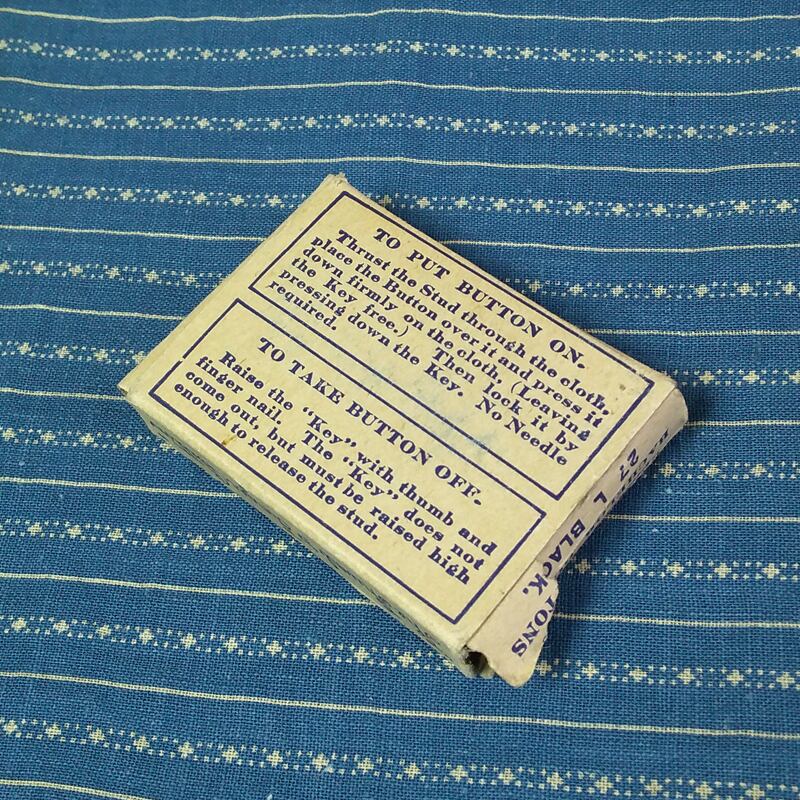 TO PUT BUTTON ON.
Thrust the Stud through the cloth,
place the Button over it and press it
down firmly on the cloth, (Leaving
the Key free.) Then lock it by
pressing down the Key. No Needle
required.
TO TAKE BUTTON OFF.
Raise the "Key" with thumb and
finger nail. The "Key" does not
come out, but must be raised high
enough to release the stud.
27 L
BLACK.
TONS